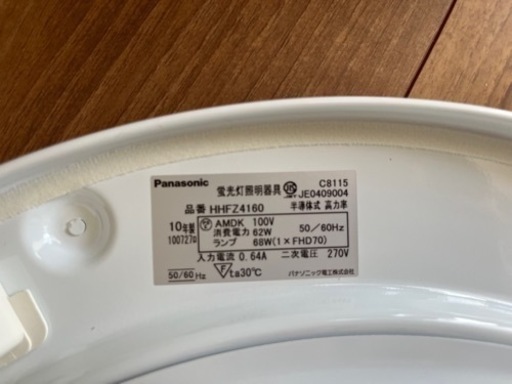 Panasonic 蛍光灯照明器具 C8115
JE0409004
品番 HHFZ4160 半導体式 高力率
10年製 AMDK 100V 50/60Hz
消費電力 62W
ランプ 68W(1×FHD70)
入力電流 0.64A 二次電圧 270V
50/60 Hz F ta30℃ パナソニック電工株式会社